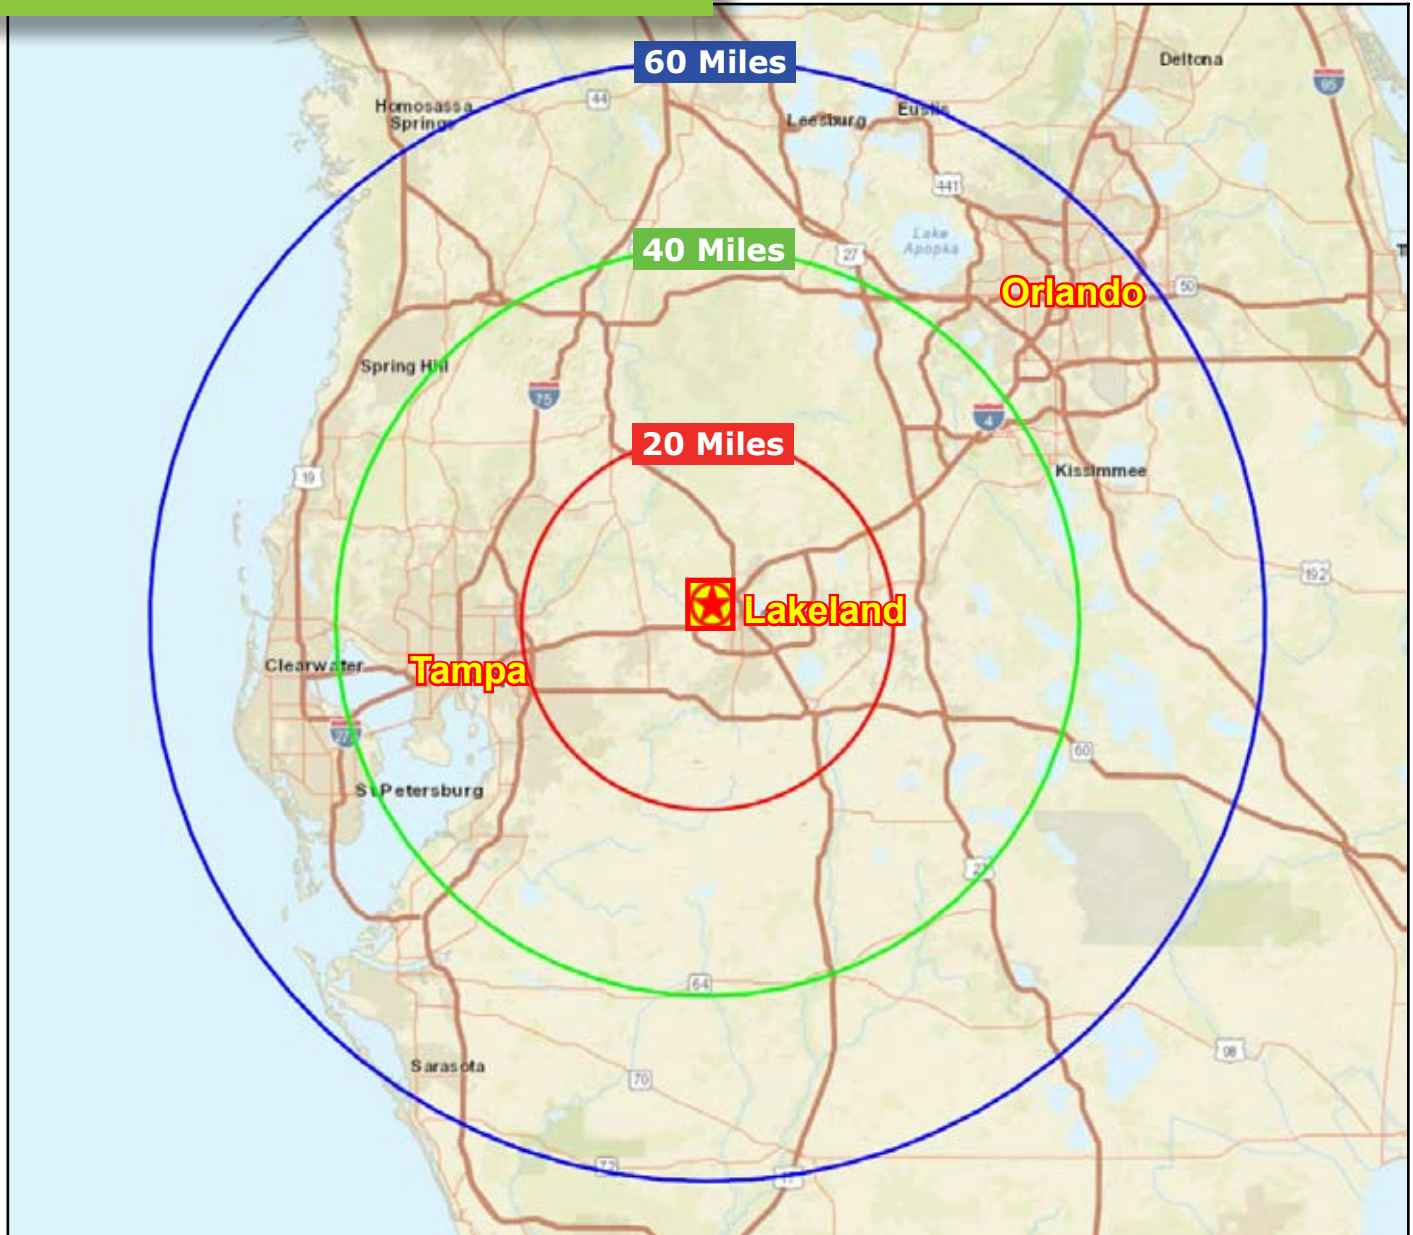 60 Miles
Deltona
95
Homosassa
Springs
44
Leesburg
Eustis
441
Lake
Apopka
40 Miles
27
Orlando
50
Spring Hill
75
4
20 Miles
Kissimmee
19
192
Lakeland
Clearwater
Tampa
275
60
St Petersburg
27
64
98
Sarasota
70
72
17